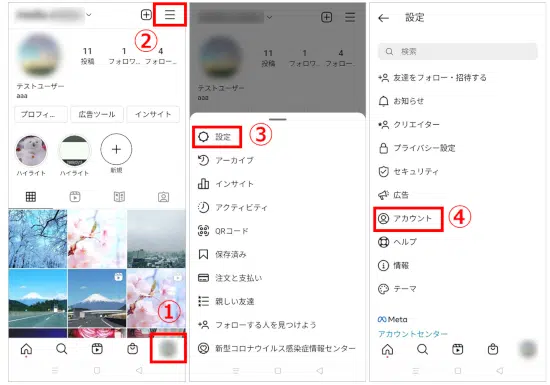 ②
11
1
4
投稿
フォロワ...
フォロー...
テストユーザー
aaa
プロフィ...
広告ツール
インサイト
ハイライト
ハイライト
新規
①
11
1
4
投稿
フォロワ...
フォロー...
テストユーザー
aaa
設定
③
アーカイブ
インサイト
アクティビティ
QRコード
保存済み
注文と支払い
親しい友達
フォローする人を見つけよう
新型コロナウイルス感染症情報センター
設定
検索
友達をフォロー・招待する
お知らせ
クリエイター
プライバシー設定
セキュリティ
広告
アカウント
④
ヘルプ
情報
テーマ
Meta
アカウントセンター